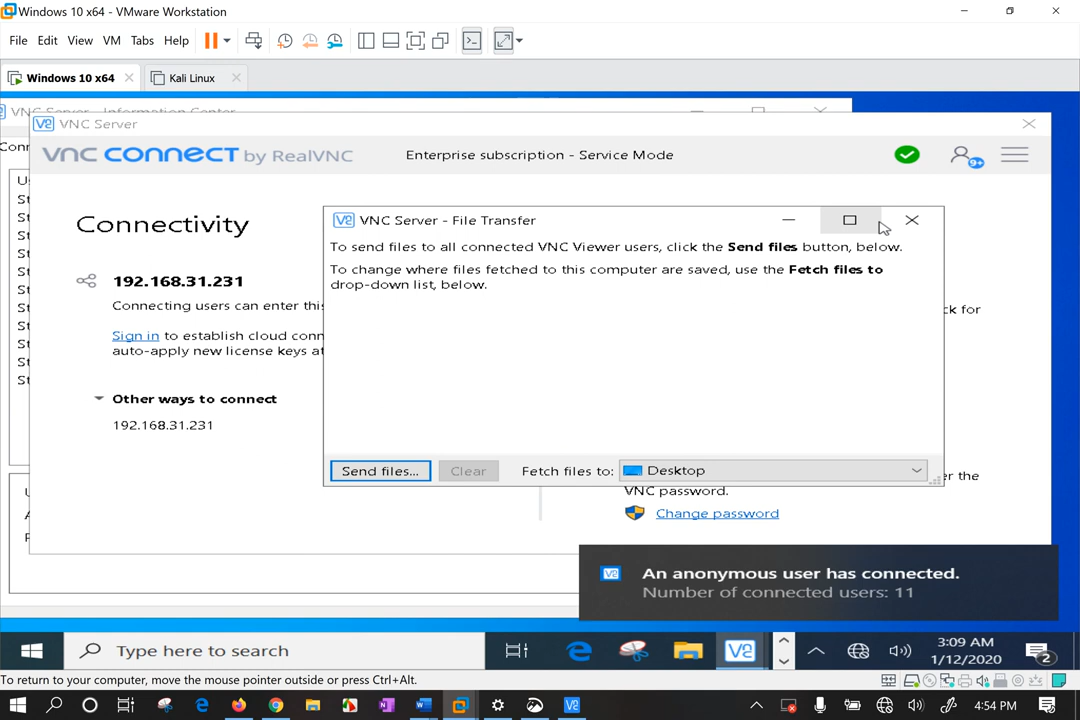 Windows 10 x64 - VMware Workstation
File Edit View VM Tabs Help
Windows 10 x64
Kali Linux
VNC Server - Information Center
VNC Server
VNC CONNECT by RealVNC
Enterprise subscription - Service Mode
9+
Connectivity
192.168.31.231
Connecting users can enter this
Sign in to establish cloud conn
auto-apply new license keys at
Other ways to connect
192.168.31.231
VNC Server - File Transfer
To send files to all connected VNC Viewer users, click the Send files button, below.
To change where files fetched to this computer are saved, use the Fetch files to
drop-down list, below.
Send files...
Clear
Fetch files to:
Desktop
ck for
er the
VNC password.
Change password
An anonymous user has connected.
Number of connected users: 11
Type here to search
3:09 AM
1/12/2020
2
To return to your computer, move the mouse pointer outside or press Ctrl+Alt.
4:54 PM